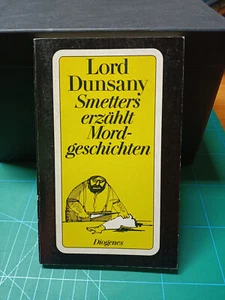 Lord
Dunsany
Smetters
erzählt
Mord-
geschichten
Diogenes